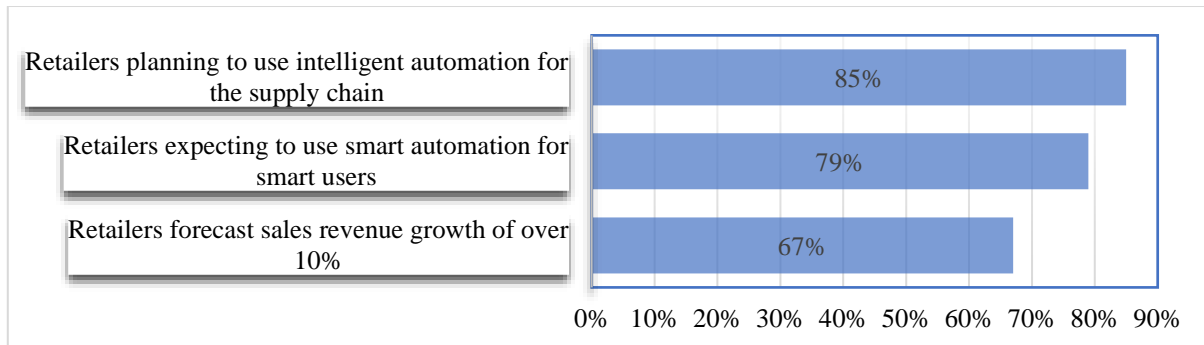 Retailers planning to use intelligent automation for
the supply chain
85%
Retailers expecting to use smart automation for
smart users
79%
Retailers forecast sales revenue growth of over
10%
67%
0% 10% 20% 30% 40% 50% 60% 70% 80% 90%